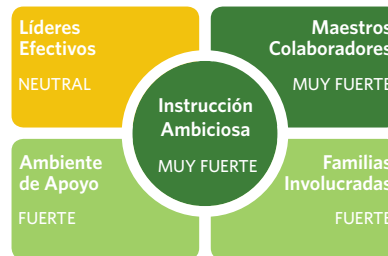 Líderes
Efectivos
NEUTRAL
Maestros
Colaboradores
MUY FUERTE
Instrucción
Ambiciosa
MUY FUERTE
Ambiente
de Apoyo
FUERTE
Familias
Involucradas
FUERTE